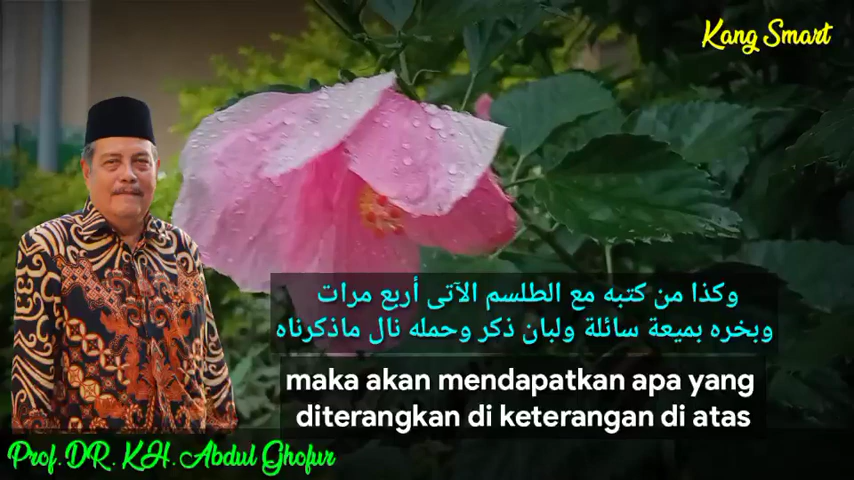 Kang Smart
وكذا من كتبه مع الطلسم الآتى أربع مرات
وبخره بميعة سائلة ولبان ذكر وحمله نال ماذكرناه
maka akan mendapatkan apa yang
diterangkan di keterangan di atas
Prof. DR. KH. Abdul Ghofur